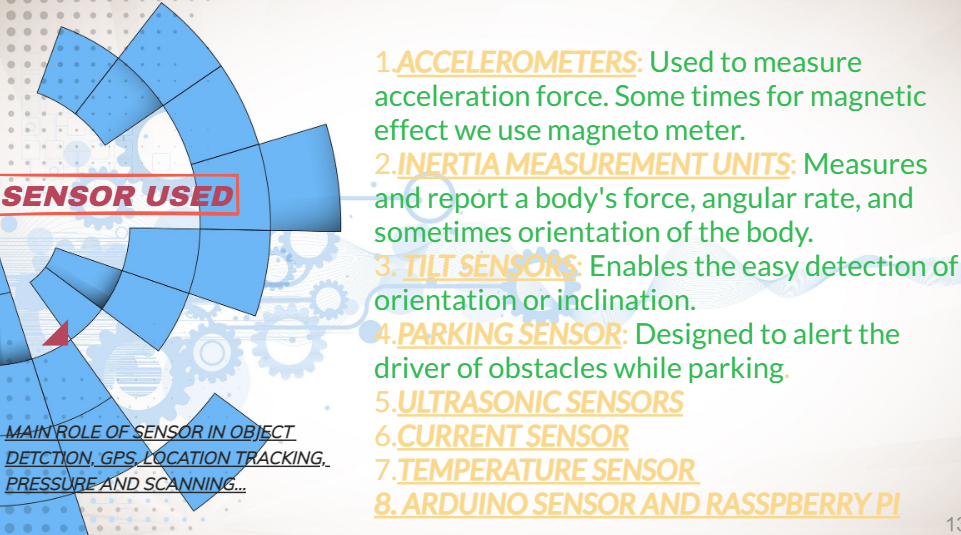 SENSOR USED
MAIN ROLE OF SENSOR IN OBJECT
DETCTION, GPS, LOCATION TRACKING,
PRESSURE AND SCANNING...
1.ACCELEROMETERS: Used to measure
acceleration force. Some times for magnetic
effect we use magneto meter.
2.INERTIA MEASUREMENT UNITS: Measures
and report a body's force, angular rate, and
sometimes orientation of the body.
3. TILT SENSORS: Enables the easy detection of
orientation or inclination.
4.PARKING SENSOR: Designed to alert the
driver of obstacles while parking.
5.ULTRASONIC SENSORS
6.CURRENT SENSOR
7.TEMPERATURE SENSOR
8. ARDUINO SENSOR AND RASSPBERRY PI
13